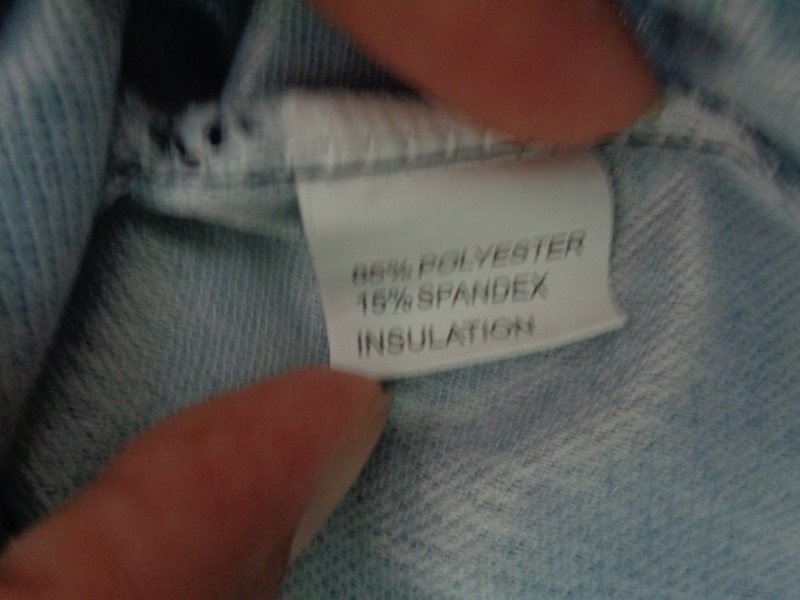 85% POLYESTER
15% SPANDEX
INSULATION